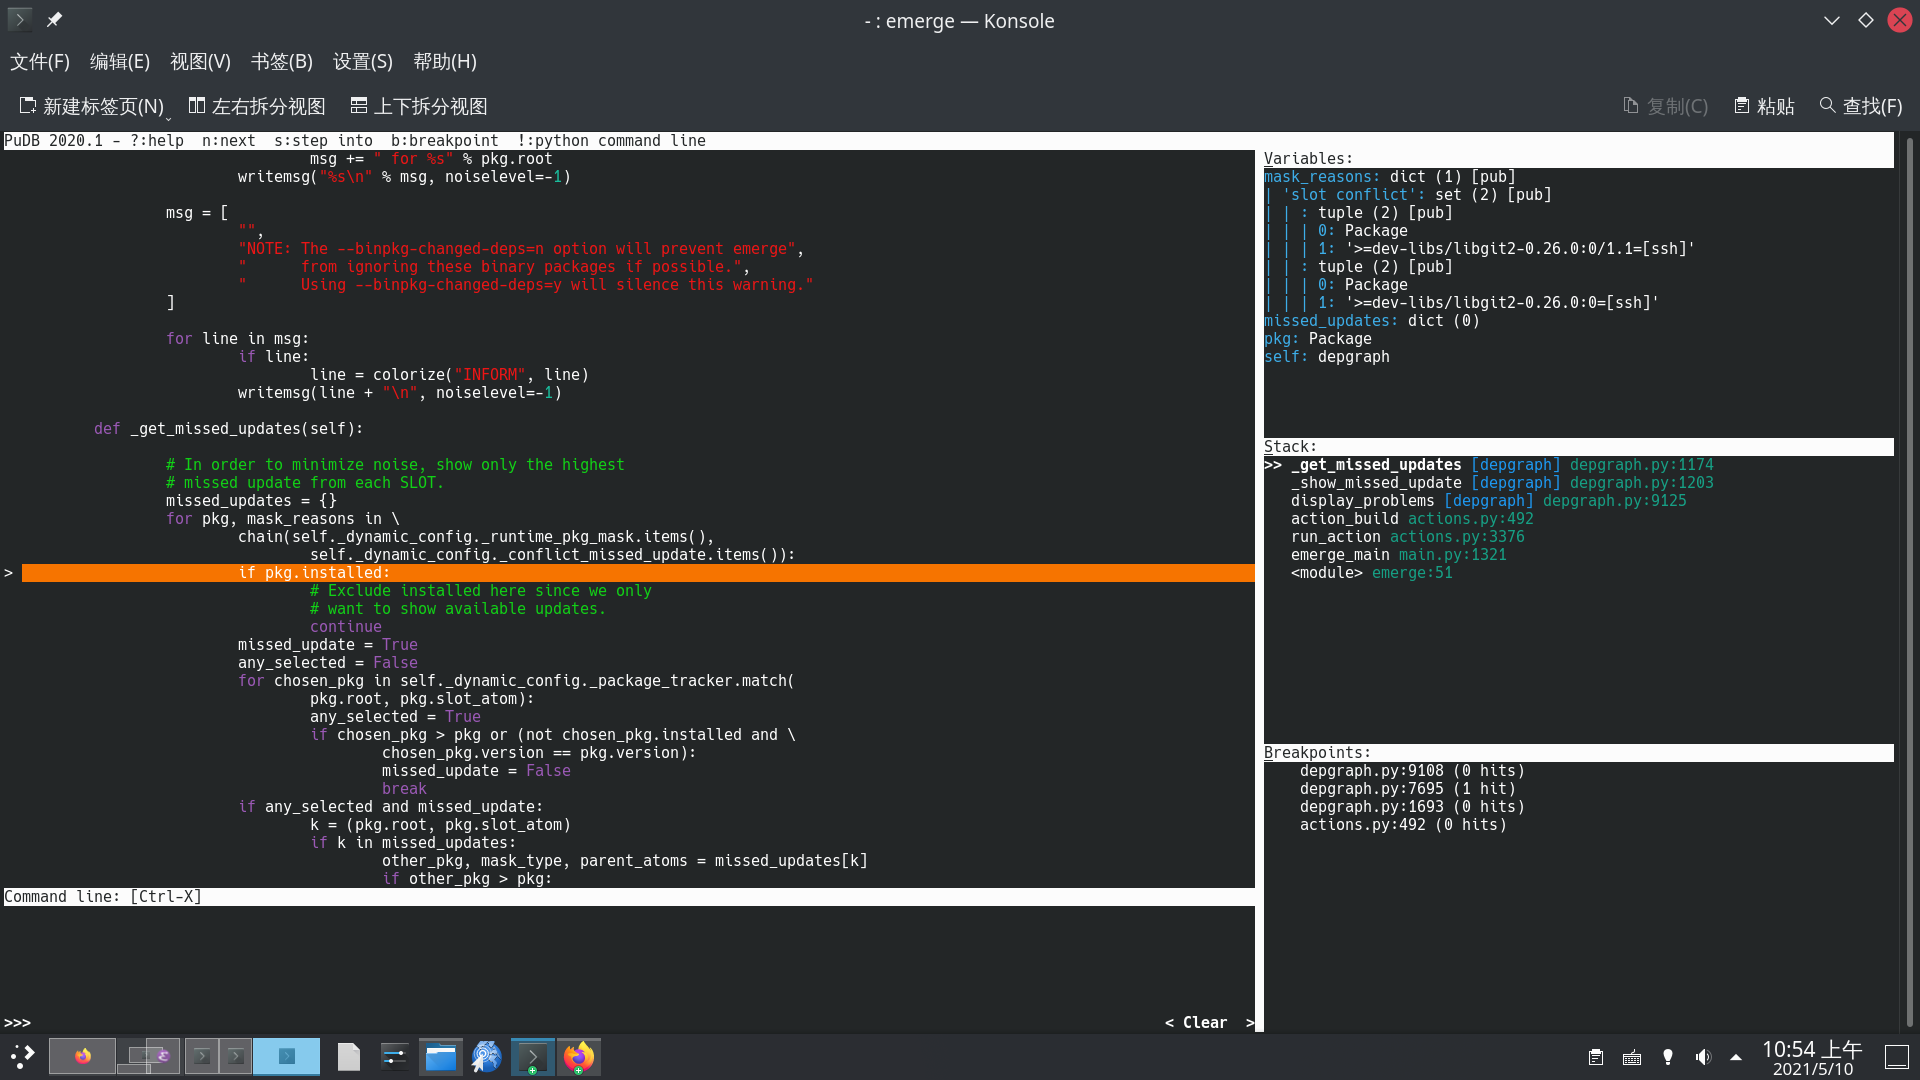 - : emerge — Konsole
文件(F) 编辑(E) 视图(V) 书签(B) 设置(S) 帮助(H)
新建标签页(N) 左右拆分视图 上下拆分视图 复制(C) 粘贴 查找(F)
PuDB 2020.1 - ?:help  n:next  s:step into  b:breakpoint  !:python command line
msg += " for %s" % pkg.root
writemsg("%s\n" % msg, noiselevel=-1)
msg = [
"",
"NOTE: The --binpkg-changed-deps=n option will prevent emerge",
"      from ignoring these binary packages if possible.",
"      Using --binpkg-changed-deps=y will silence this warning."
]
for line in msg:
if line:
line = colorize("INFORM", line)
writemsg(line + "\n", noiselevel=-1)
def _get_missed_updates(self):
# In order to minimize noise, show only the highest
# missed update from each SLOT.
missed_updates = {}
for pkg, mask_reasons in \
chain(self._dynamic_config._runtime_pkg_mask.items(),
self._dynamic_config._conflict_missed_update.items()):
> if pkg.installed:
# Exclude installed here since we only
# want to show available updates.
continue
missed_update = True
any_selected = False
for chosen_pkg in self._dynamic_config._package_tracker.match(
pkg.root, pkg.slot_atom):
any_selected = True
if chosen_pkg > pkg or (not chosen_pkg.installed and \
chosen_pkg.version == pkg.version):
missed_update = False
break
if any_selected and missed_update:
k = (pkg.root, pkg.slot_atom)
if k in missed_updates:
other_pkg, mask_type, parent_atoms = missed_updates[k]
if other_pkg > pkg:
Command line: [Ctrl-X]
>>> < Clear  >
Variables:
mask_reasons: dict (1) [pub]
| 'slot conflict': set (2) [pub]
| | : tuple (2) [pub]
| | | 0: Package
| | | 1: '>=dev-libs/libgit2-0.26.0:0/1.1=[ssh]'
| | : tuple (2) [pub]
| | | 0: Package
| | | 1: '>=dev-libs/libgit2-0.26.0:0=[ssh]'
missed_updates: dict (0)
pkg: Package
self: depgraph
Stack:
>> _get_missed_updates [depgraph] depgraph.py:1174
_show_missed_update [depgraph] depgraph.py:1203
display_problems [depgraph] depgraph.py:9125
action_build actions.py:492
run_action actions.py:3376
emerge_main main.py:1321
<module> emerge:51
Breakpoints:
depgraph.py:9108 (0 hits)
depgraph.py:7695 (1 hit)
depgraph.py:1693 (0 hits)
actions.py:492 (0 hits)
10:54 上午
2021/5/10